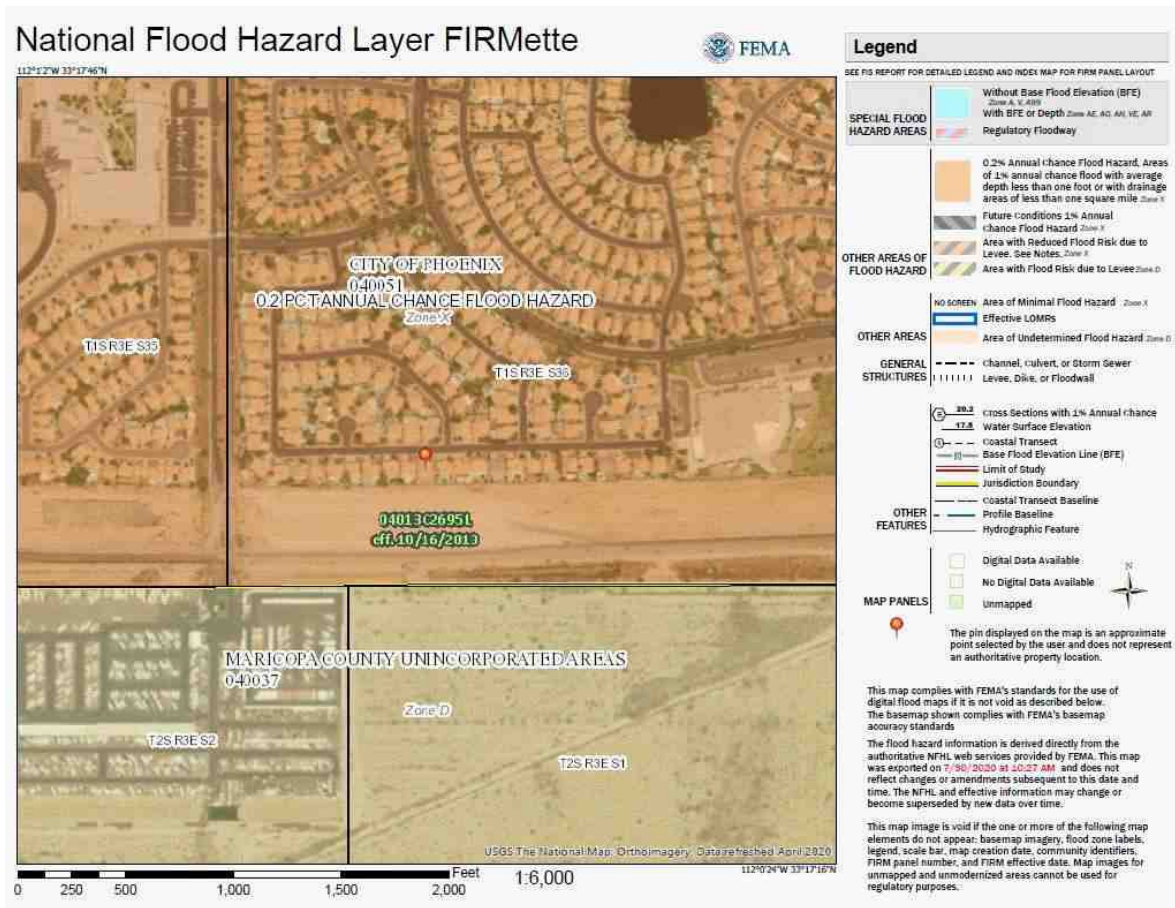 National Flood Hazard Layer FIRMette
FEMA
Legend
112°1'2"W 33°17'46"N
SEE FIS REPORT FOR DETAILED LEGEND AND INDEX MAP FOR FIRM PANEL LAYOUT
SPECIAL FLOOD
HAZARD AREAS
Without Base Flood Elevation (BFE)
Zone A, V, A99
With BFE or Depth Zone AE, AO, AH, VE, AR
Regulatory Floodway
0.2% Annual Chance Flood Hazard, Areas
of 1% annual chance flood with average
depth less than one foot or with drainage
areas of less than one square mile Zone X
Future Conditions 1% Annual
Chance Flood Hazard Zone X
Area with Reduced Flood Risk due to
Levee. See Notes. Zone X
Area with Flood Risk due to Levee Zone D
OTHER AREAS OF
FLOOD HAZARD
NO SCREEN Area of Minimal Flood Hazard Zone X
Effective LOMRs
OTHER AREAS
Area of Undetermined Flood Hazard Zone D
GENERAL
STRUCTURES
Channel, Culvert, or Storm Sewer
Levee, Dike, or Floodwall
20.2 Cross Sections with 1% Annual Chance
17.5 Water Surface Elevation
Coastal Transect
Base Flood Elevation Line (BFE)
Limit of Study
Jurisdiction Boundary
Coastal Transect Baseline
OTHER
FEATURES
Profile Baseline
Hydrographic Feature
Digital Data Available
No Digital Data Available
MAP PANELS
Unmapped
N
The pin displayed on the map is an approximate
point selected by the user and does not represent
an authoritative property location.
This map complies with FEMA's standards for the use of
digital flood maps if it is not void as described below.
The basemap shown complies with FEMA's basemap
accuracy standards
The flood hazard information is derived directly from the
authoritative NFHL web services provided by FEMA. This map
was exported on 7/30/2020 at 10:27 AM and does not
reflect changes or amendments subsequent to this date and
time. The NFHL and effective information may change or
become superseded by new data over time.
This map image is void if the one or more of the following map
elements do not appear: basemap imagery, flood zone labels,
legend, scale bar, map creation date, community identifiers,
FIRM panel number, and FIRM effective date. Map images for
unmapped and unmodernized areas cannot be used for
regulatory purposes.
CITY OF PHOENIX
040051
0.2 PCT ANNUAL CHANCE FLOOD HAZARD
Zone X
T1S R3E S35
T1S R3E S36
04013C2695L
eff. 10/16/2013
MARICOPA COUNTY UNINCORPORATED AREAS
040037
Zone D
T2S R3E S2
T2S R3E S1
USGS The National Map: Orthoimagery. Data refreshed April 2020
112°0'24"W 33°17'16"N
0 250 500 1,000 1,500 2,000 Feet 1:6,000